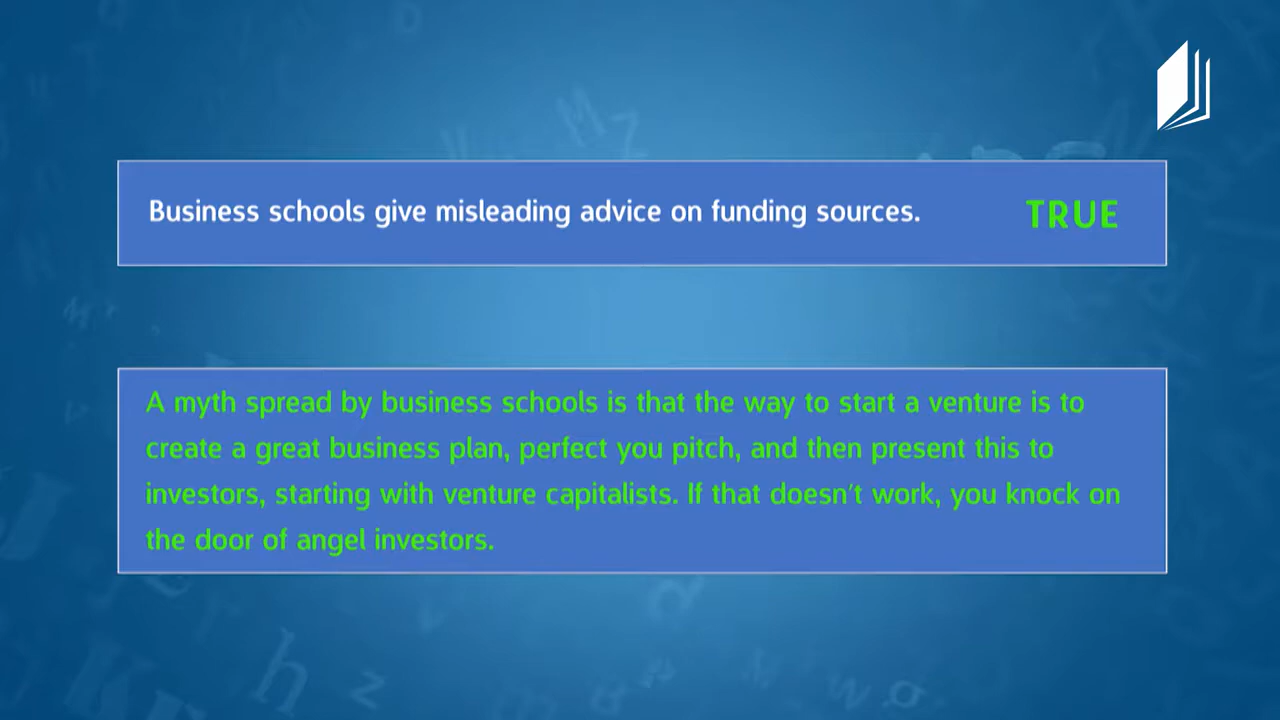 Business schools give misleading advice on funding sources. TRUE
A myth spread by business schools is that the way to start a venture is to
create a great business plan, perfect you pitch, and then present this to
investors, starting with venture capitalists. If that doesn't work, you knock on
the door of angel investors.